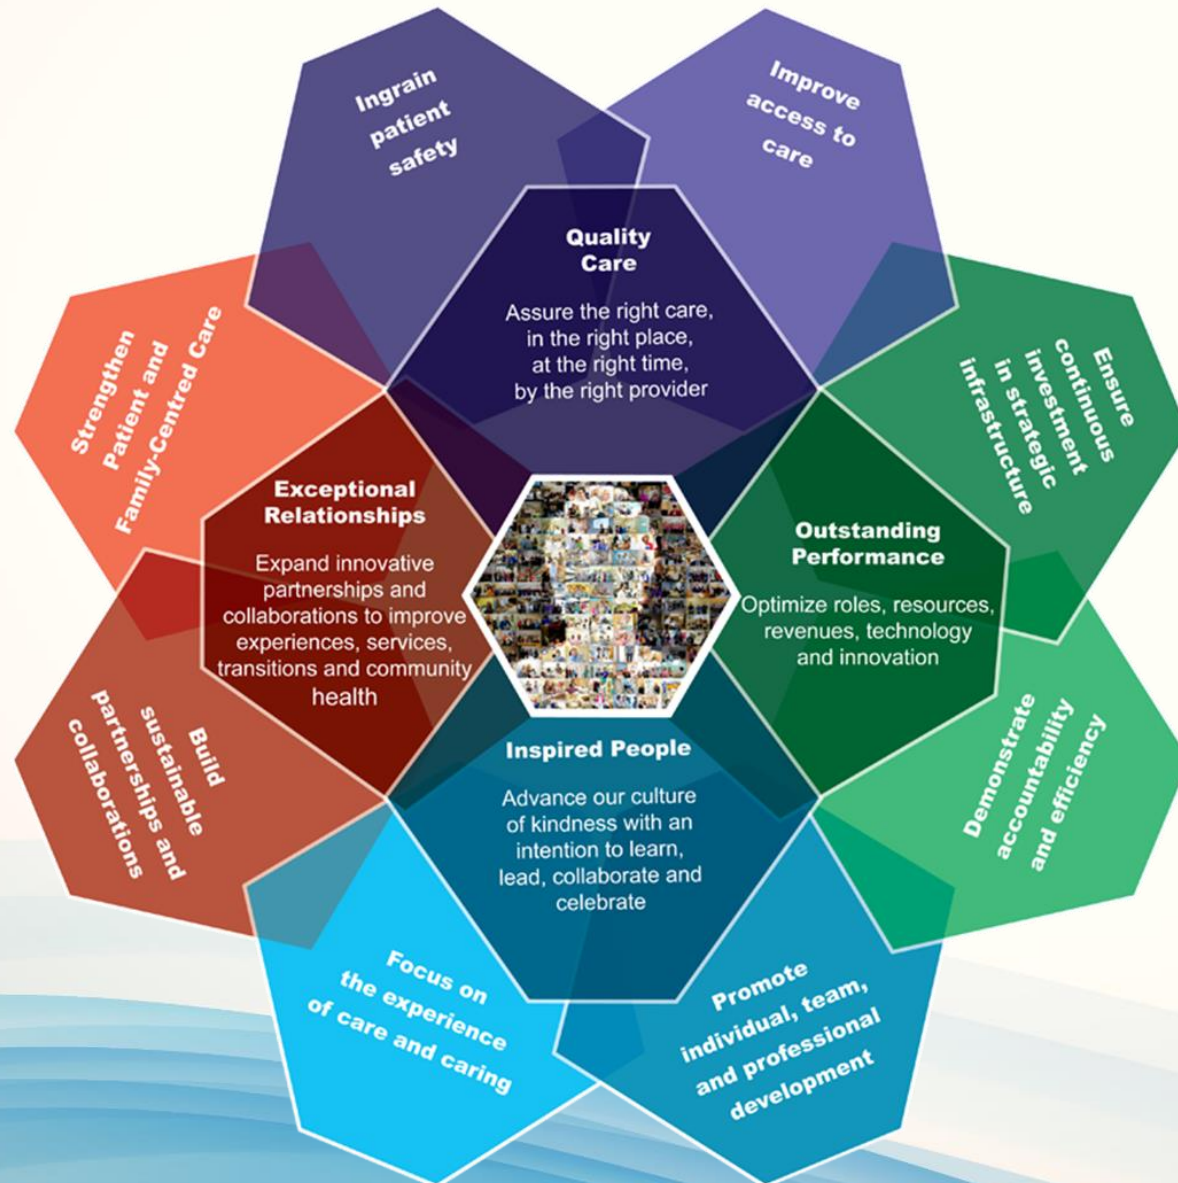 Ingrain
patient
safety
Improve
access to
care
Quality
Care
Assure the right care,
in the right place,
at the right time,
by the right provider
Strengthen
Patient and
Family-Centred Care
Ensure
continuous
investment
in strategic
infrastructure
Exceptional
Relationships
Expand innovative
partnerships and
collaborations to improve
experiences, services,
transitions and community
health
Outstanding
Performance
Optimize roles, resources,
revenues, technology
and innovation
Build
sustainable
partnerships and
collaborations
Demonstrate
accountability
and efficiency
Inspired People
Advance our culture
of kindness with an
intention to learn,
lead, collaborate and
celebrate
Focus on
the experience
of care and caring
Promote
individual, team,
and professional
development